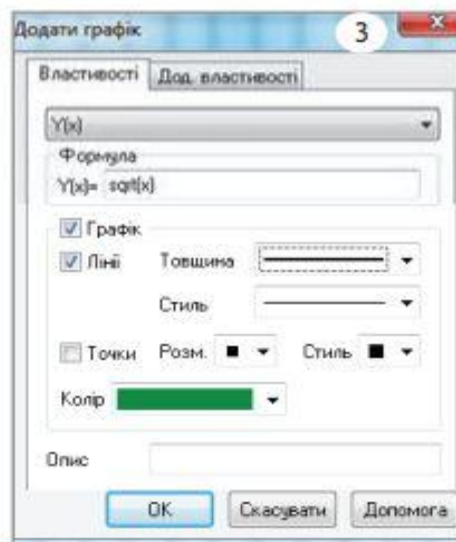 Додати графік 3
Властивості Дод. властивості
Y(x)
Формула
Y(x)= sqrt(x)
Графік
Лінії Товщина
Стиль
Точки Розм. Стиль
Колір
Опис
OK Скасувати Допомога